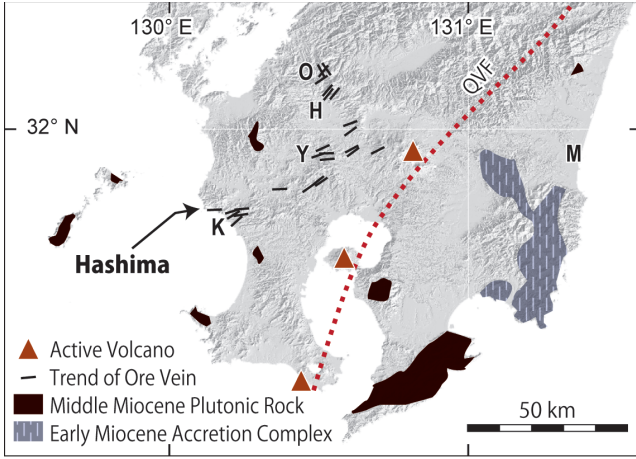 130° E
131° E
QVF
O
H
32° N
Y
M
K
Hashima
Active Volcano
Trend of Ore Vein
Middle Miocene Plutonic Rock
Early Miocene Accretion Complex
50 km